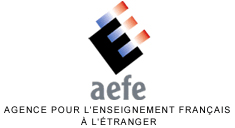 aefe
AGENCE POUR L'ENSEIGNEMENT FRANÇAIS
À L'ÉTRANGER